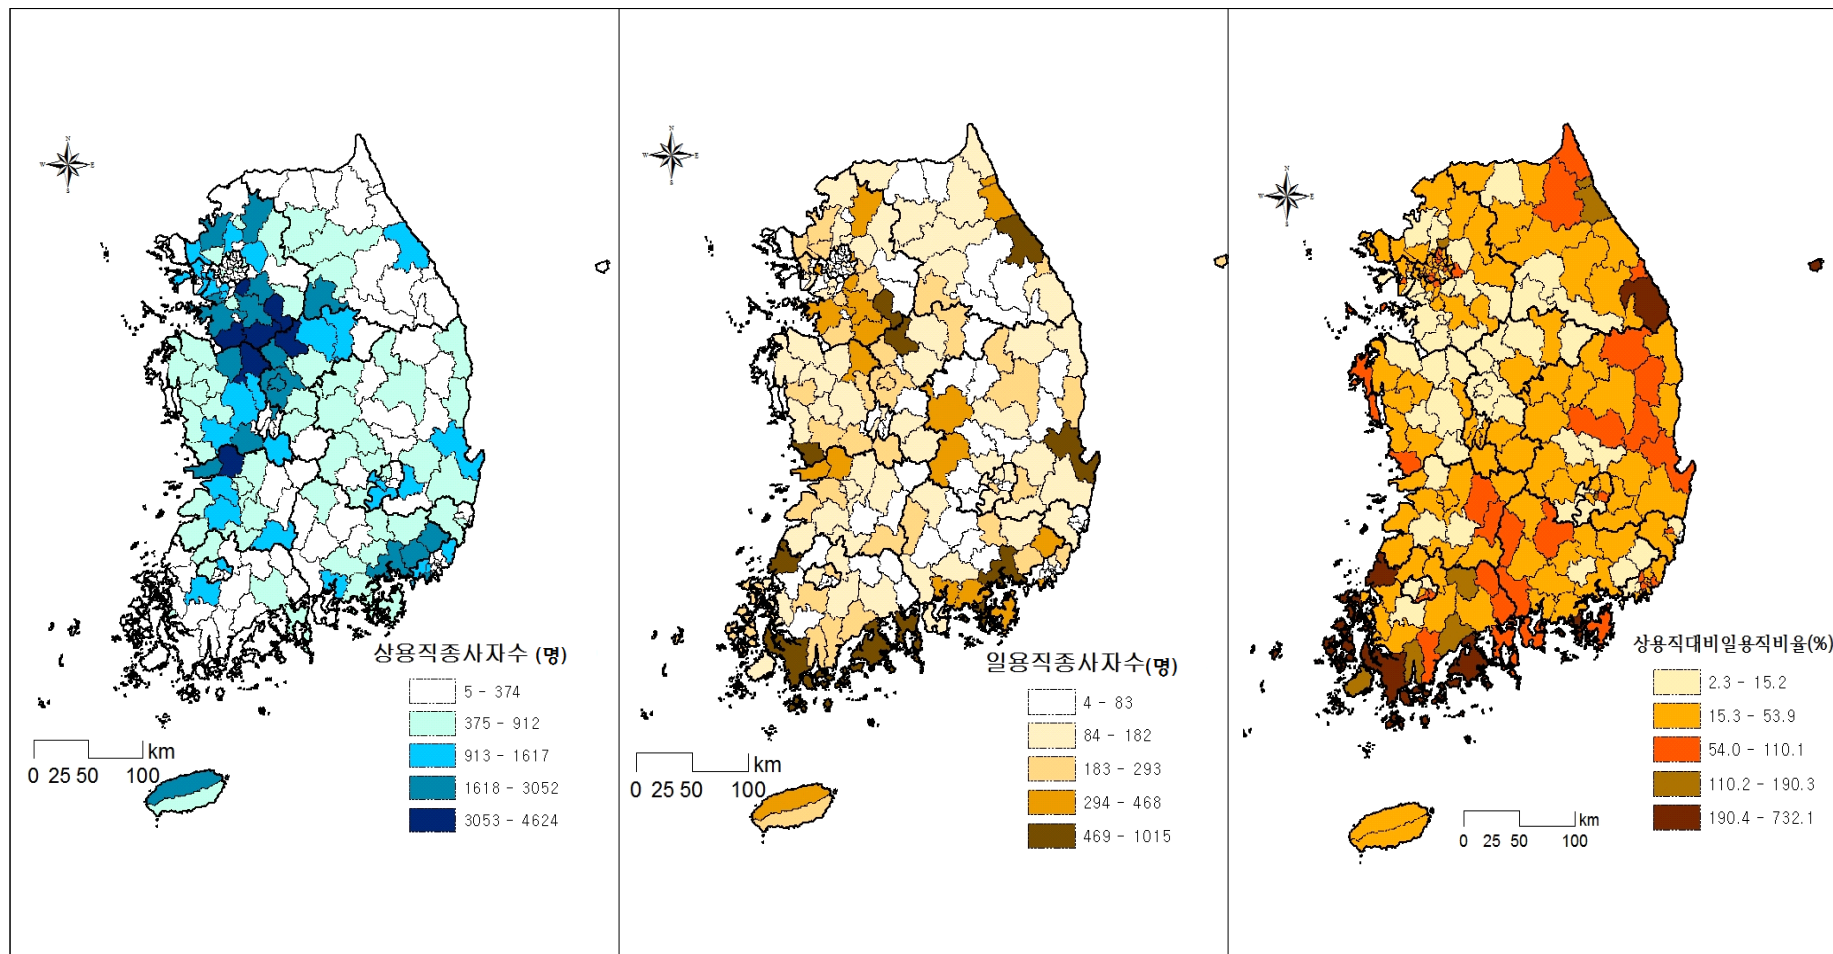 N
W E
S
상용직종사자수 (명)
5 - 374
375 - 912
913 - 1617
1618 - 3052
3053 - 4624
km
0 25 50 100
N
W E
S
일용직종사자수(명)
4 - 83
84 - 182
183 - 293
294 - 468
469 - 1015
km
0 25 50 100
N
W E
S
상용직대비일용직비율(%)
2.3 - 15.2
15.3 - 53.9
54.0 - 110.1
110.2 - 190.3
190.4 - 732.1
km
0 25 50 100